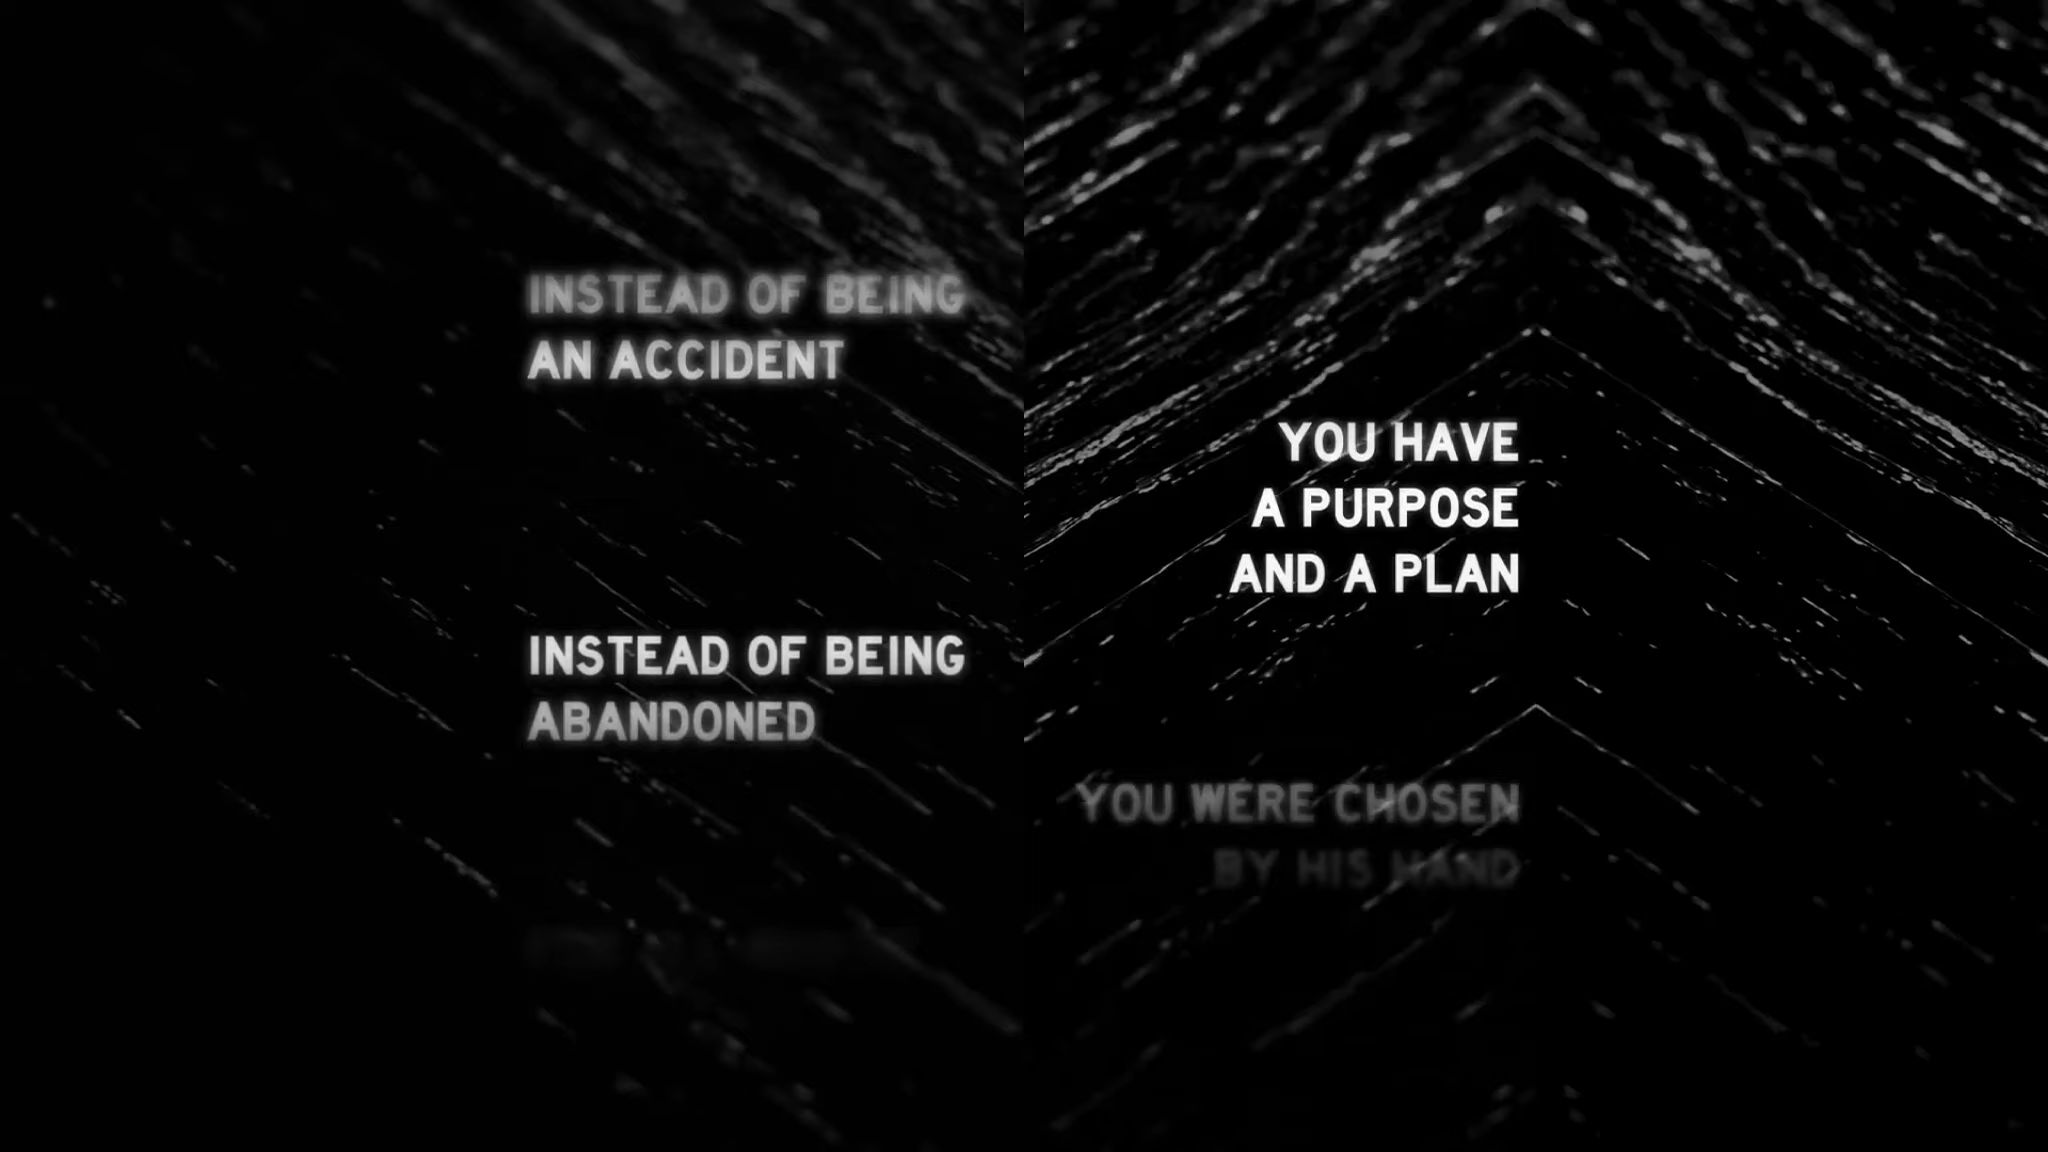 INSTEAD OF BEING
AN ACCIDENT
YOU HAVE
A PURPOSE
AND A PLAN
INSTEAD OF BEING
ABANDONED
YOU WERE CHOSEN
BY HIS HAND